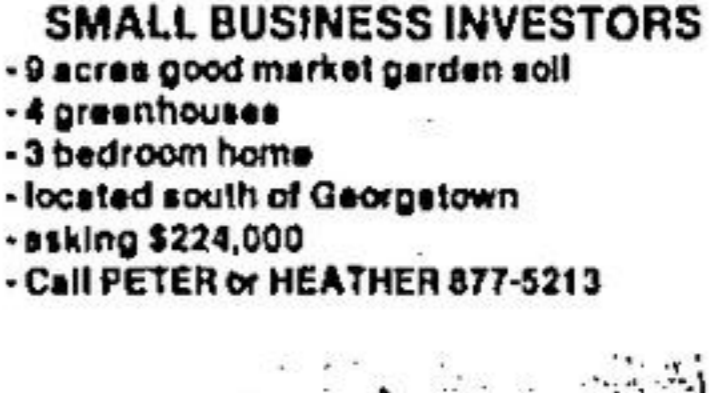 SMALL BUSINESS INVESTORS
- 9 acres good market garden soil
- 4 greenhouses
- 3 bedroom home
- located south of Georgetown
- asking $224,000
- Call PETER or HEATHER 877-5213